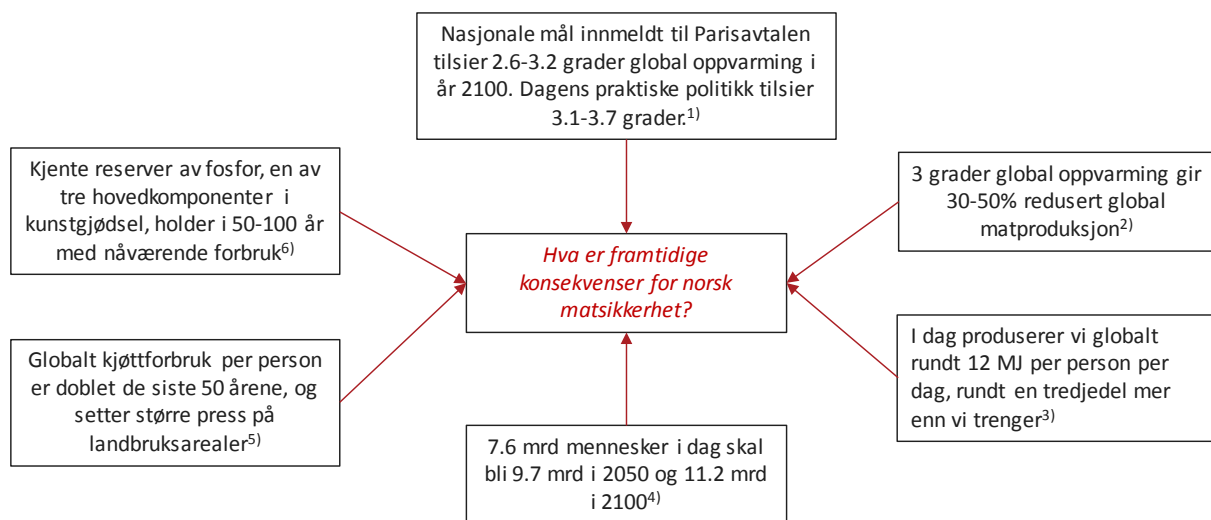 Nasjonale mål innmeldt til Parisavtalen
tilsier 2.6-3.2 grader global oppvarming i
år 2100. Dagens praktiske politikk tilsier
3.1-3.7 grader.1)
Kjente reserver av fosfor, en av
tre hovedkomponenter i
kunstgjødsel, holder i 50-100 år
med nåværende forbruk6)
3 grader global oppvarming gir
30-50% redusert global
matproduksjon2)
Hva er framtidige
konsekvenser for norsk
matsikkerhet?
Globalt kjøttforbruk per person
er doblet de siste 50 årene, og
setter større press på
landbruksarealer5)
I dag produserer vi globalt
rundt 12 MJ per person per
dag, rundt en tredjedel mer
enn vi trenger3)
7.6 mrd mennesker i dag skal
bli 9.7 mrd i 2050 og 11.2 mrd
i 21004)